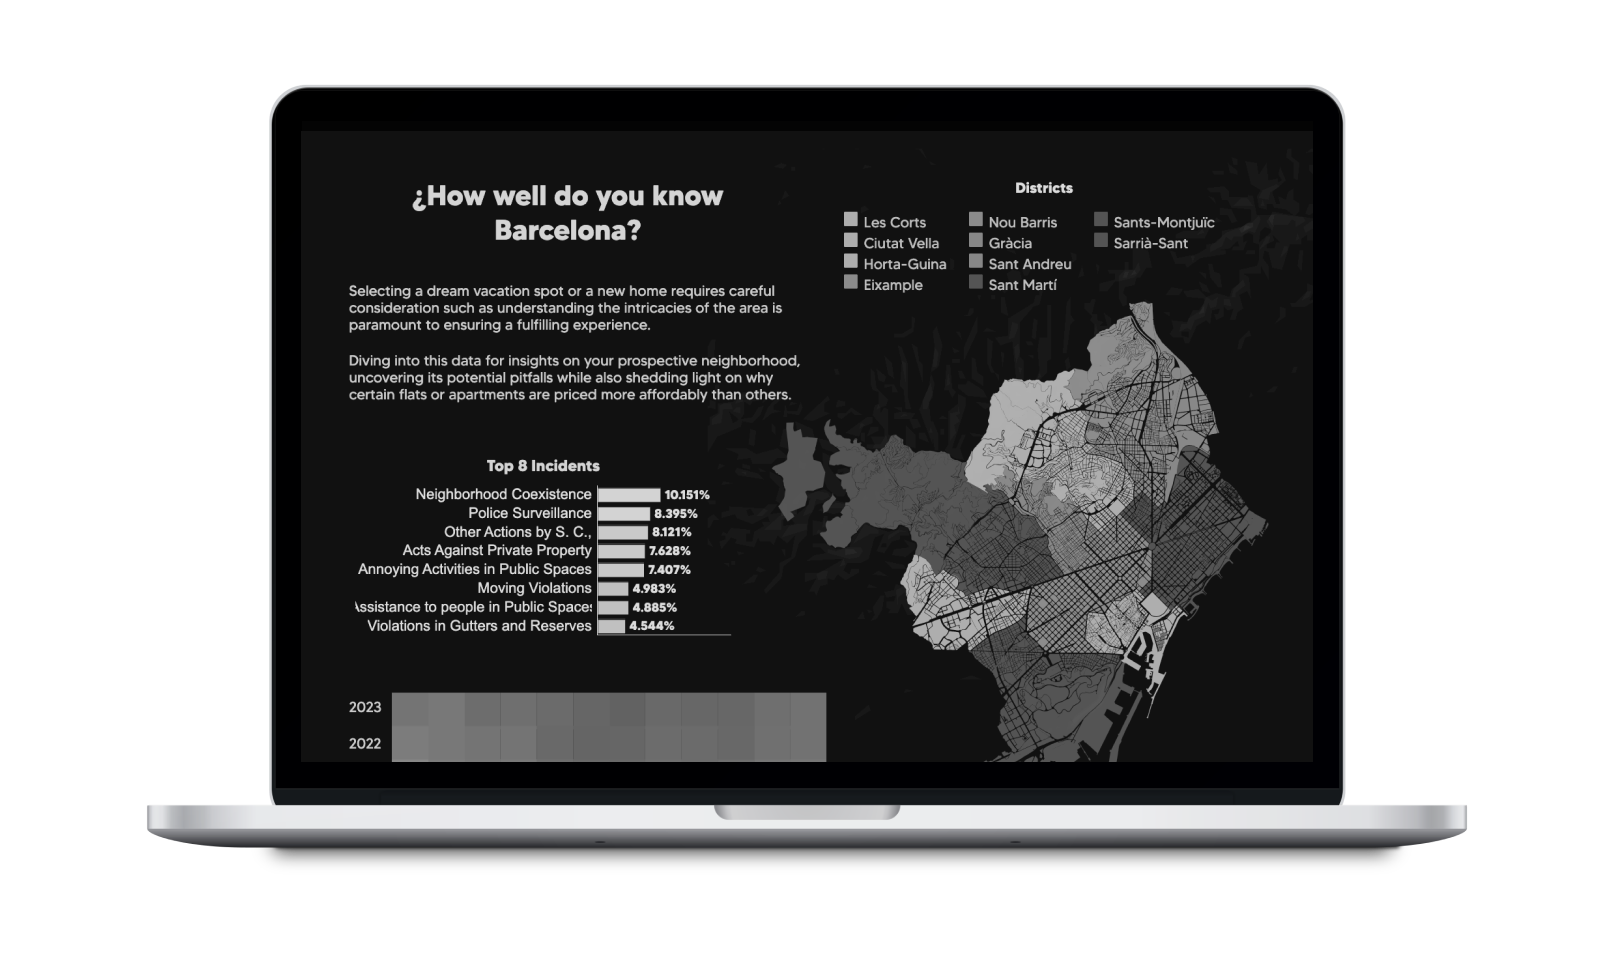 ¿How well do you know
Barcelona?
Selecting a dream vacation spot or a new home requires careful
consideration such as understanding the intricacies of the area is
paramount to ensuring a fulfilling experience.
Diving into this data for insights on your prospective neighborhood,
uncovering its potential pitfalls while also shedding light on why
certain flats or apartments are priced more affordably than others.
Top 8 Incidents
Neighborhood Coexistence 10.151%
Police Surveillance 8.395%
Other Actions by S. C., 8.121%
Acts Against Private Property 7.628%
Annoying Activities in Public Spaces 7.407%
Moving Violations 4.983%
Assistance to people in Public Spaces 4.885%
Violations in Gutters and Reserves 4.544%
2023
2022
Districts
Les Corts
Ciutat Vella
Horta-Guina
Eixample
Nou Barris
Gràcia
Sant Andreu
Sant Martí
Sants-Montjuïc
Sarrià-Sant